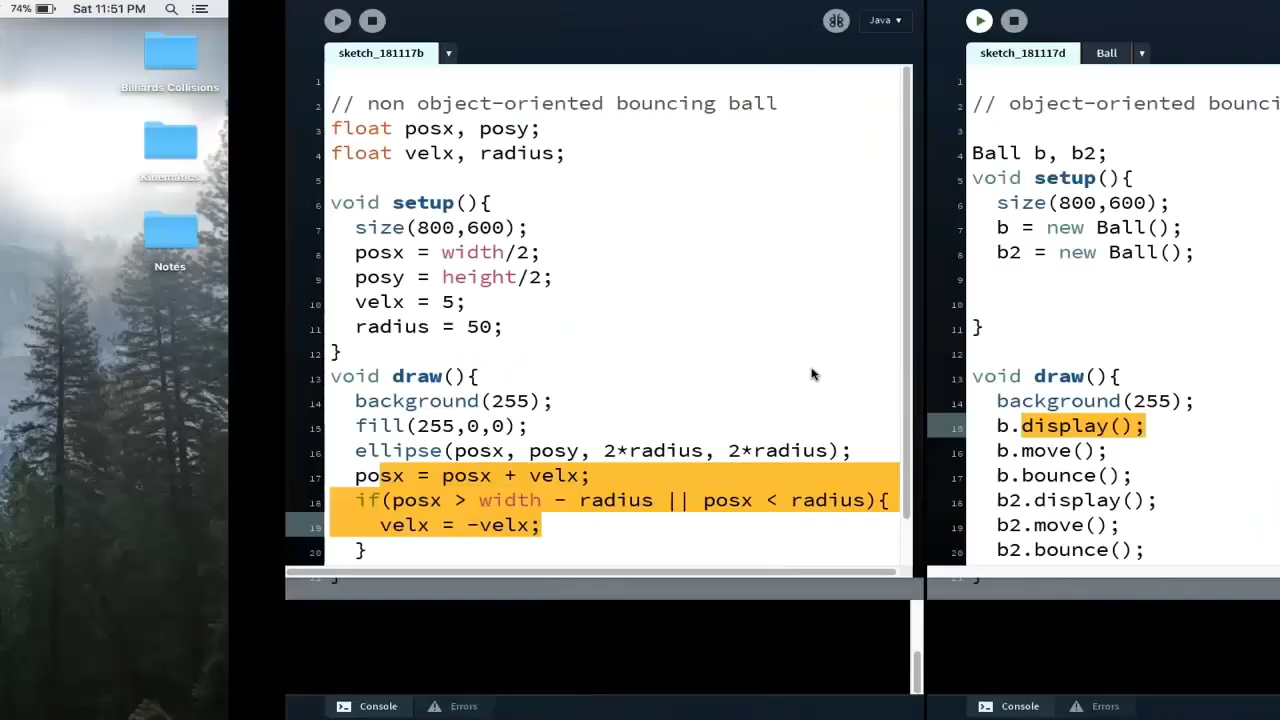 74% Sat 11:51 PM
Billiards Collisions
Kinematics
Notes
Java ▾
sketch_181117b ▾
1
2 // non object-oriented bouncing ball
3 float posx, posy;
4 float velx, radius;
5
6 void setup(){
7 size(800,600);
8 posx = width/2;
9 posy = height/2;
10 velx = 5;
11 radius = 50;
12 }
13 void draw(){
14 background(255);
15 fill(255,0,0);
16 ellipse(posx, posy, 2*radius, 2*radius);
17 posx = posx + velx;
18 if(posx > width - radius || posx < radius){
19 velx = -velx;
20 }
21 }
Console Errors
sketch_181117d Ball ▾
1
2 // object-oriented bounci
3
4 Ball b, b2;
5 void setup(){
6 size(800,600);
7 b = new Ball();
8 b2 = new Ball();
9
10
11 }
12
13 void draw(){
14 background(255);
15 b.display();
16 b.move();
17 b.bounce();
18 b2.display();
19 b2.move();
20 b2.bounce();
21 }
Console Errors